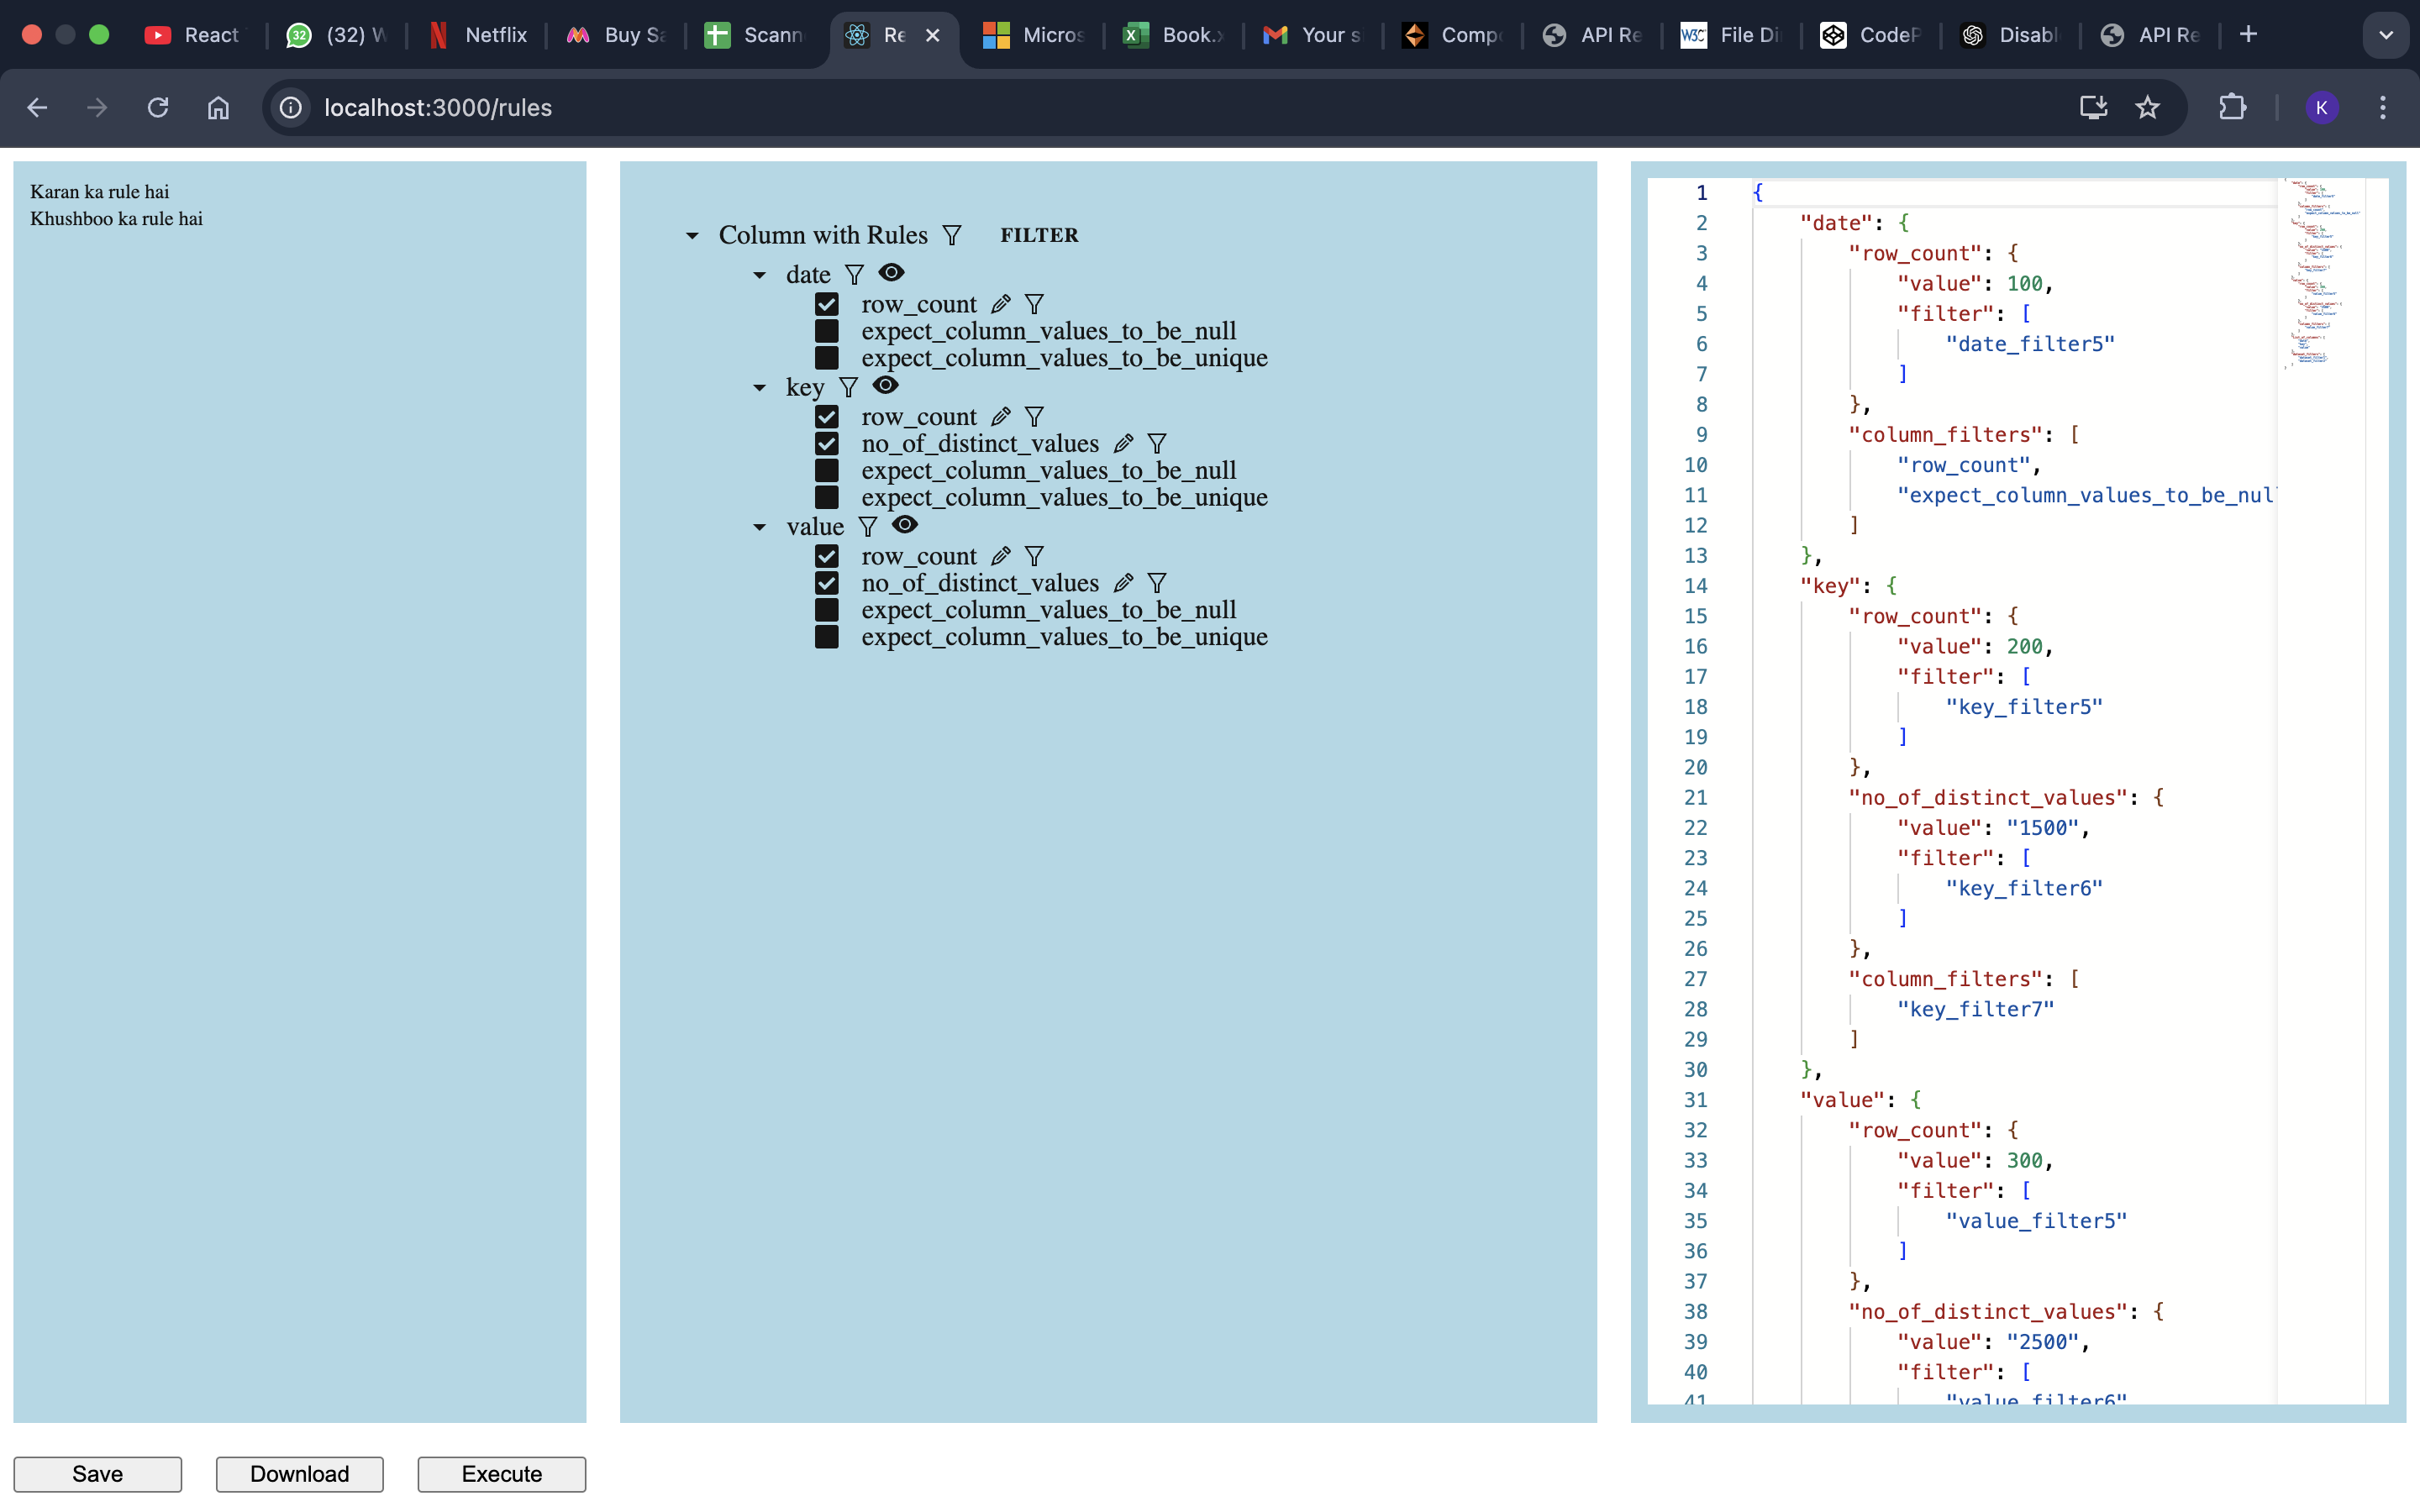 React
(32) W
Netflix
Buy Sa
Scann
Re
Micros
Book.x
Your s
Comp
API Re
W3C
File Di
CodeP
Disabl
API Re
localhost:3000/rules
K
Karan ka rule hai
Khushboo ka rule hai
Column with Rules FILTER
date
row_count
expect_column_values_to_be_null
expect_column_values_to_be_unique
key
row_count
no_of_distinct_values
expect_column_values_to_be_null
expect_column_values_to_be_unique
value
row_count
no_of_distinct_values
expect_column_values_to_be_null
expect_column_values_to_be_unique
1 {
2 "date": {
3 "row_count": {
4 "value": 100,
5 "filter": [
6 "date_filter5"
7 ]
8 },
9 "column_filters": [
10 "row_count",
11 "expect_column_values_to_be_nul
12 ]
13 },
14 "key": {
15 "row_count": {
16 "value": 200,
17 "filter": [
18 "key_filter5"
19 ]
20 },
21 "no_of_distinct_values": {
22 "value": "1500",
23 "filter": [
24 "key_filter6"
25 ]
26 },
27 "column_filters": [
28 "key_filter7"
29 ]
30 },
31 "value": {
32 "row_count": {
33 "value": 300,
34 "filter": [
35 "value_filter5"
36 ]
37 },
38 "no_of_distinct_values": {
39 "value": "2500",
40 "filter": [
41 "value_filter6"
Save
Download
Execute